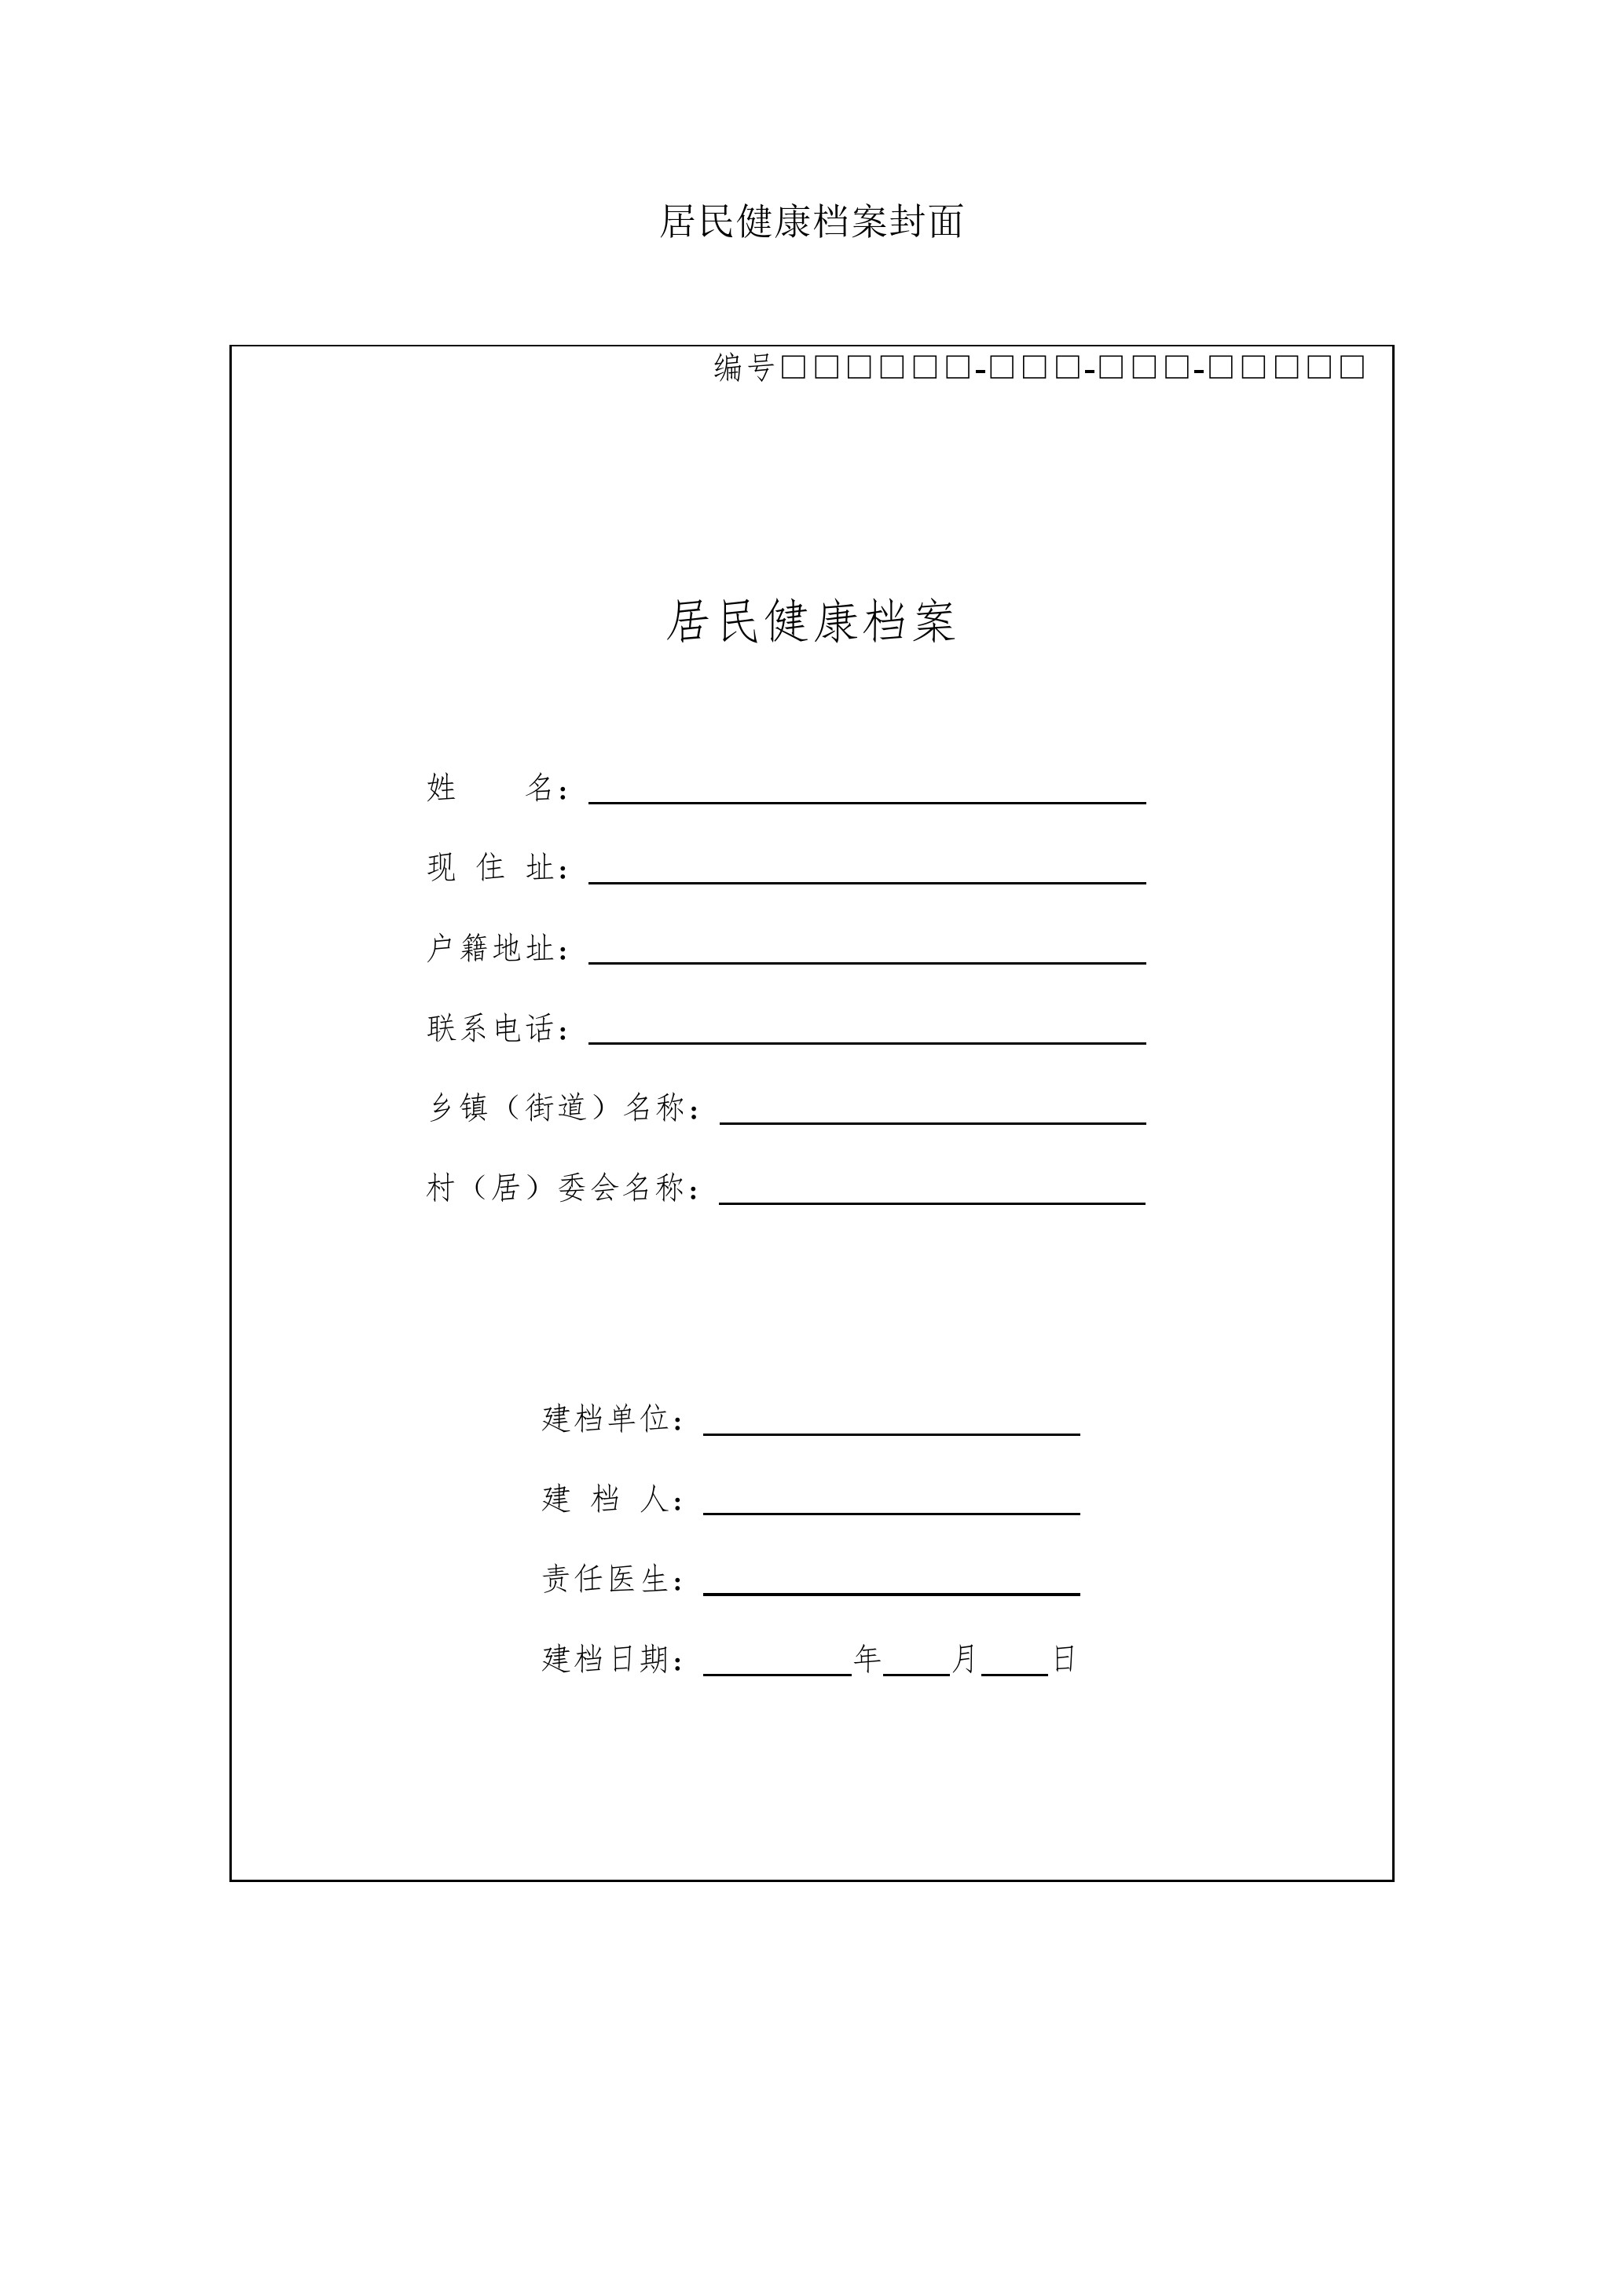 居民健康档案封面
编号□□□□□□-□□□-□□□-□□□□□
居民健康档案
姓　　名：
现 住 址：
户籍地址：
联系电话：
乡镇（街道）名称：
村（居）委会名称：
建档单位：
建 档 人：
责任医生：
建档日期：＿＿＿＿年＿＿月＿＿日